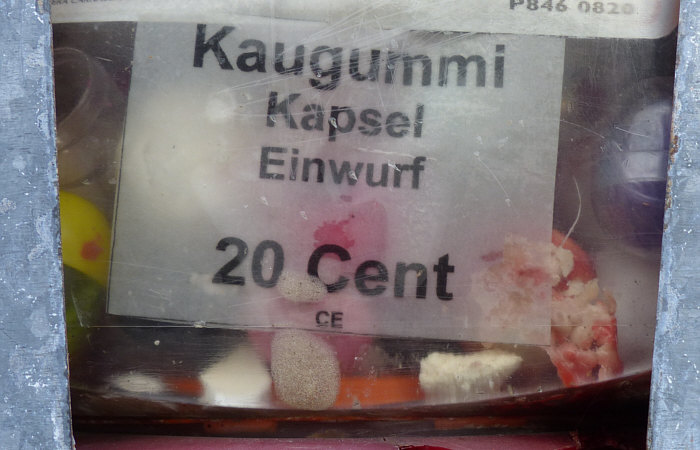 P846 0820
Kaugummi
Kapsel
Einwurf
20 Cent
CE